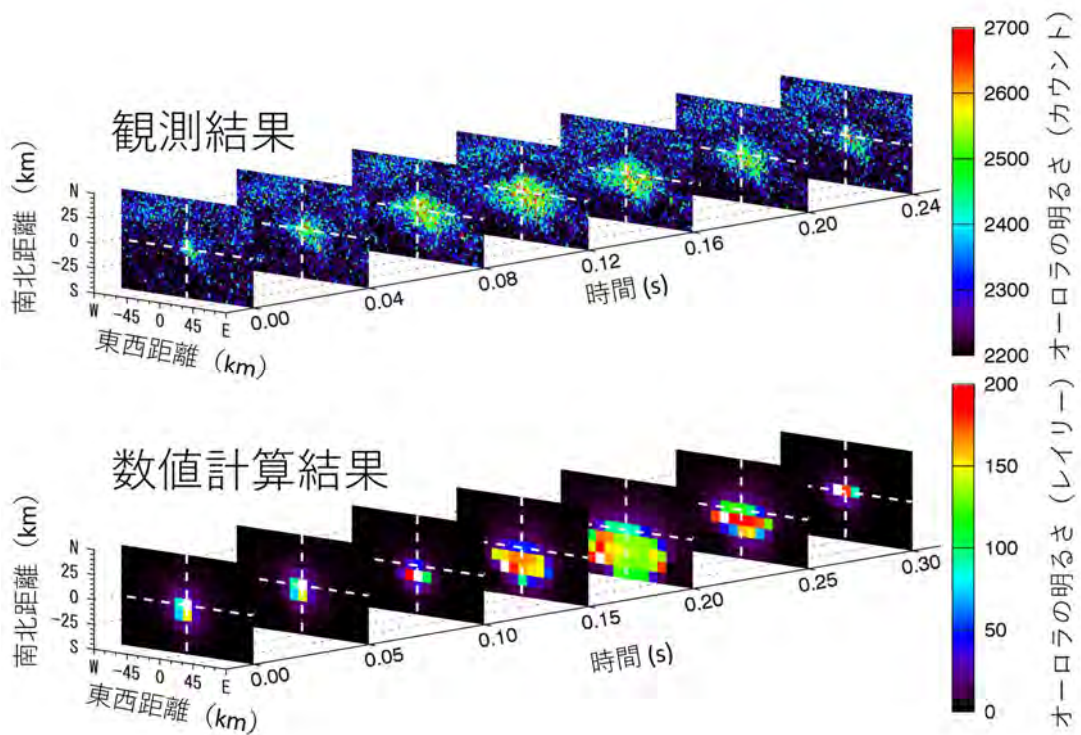 観測結果
南北距離（km）
N
25
0
-25
S
W -45 0 45 E
東西距離（km）
0.00 0.04 0.08 0.12 0.16 0.20 0.24
時間 (s)
2700
2600
2500
2400
2300
2200
オーロラの明るさ（カウント）
数値計算結果
南北距離（km）
N
25
0
-25
S
W -45 0 45 E
東西距離（km）
0.00 0.05 0.10 0.15 0.20 0.25 0.30
時間 (s)
200
150
100
50
0
オーロラの明るさ（レイリー）